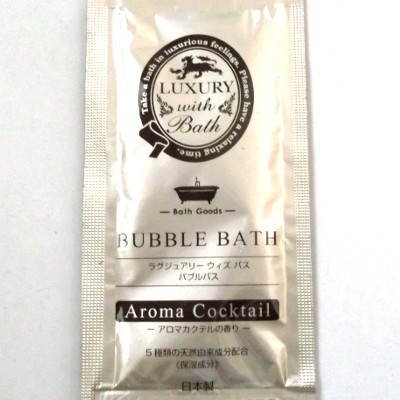 Take a bath in luxurious feelings. Please have a relaxing time.
LUXURY
with
Bath
Bath Goods
BUBBLE BATH
ラグジュアリー ウィズ バス
バブルバス
Aroma Cocktail
アロマカクテルの香り
5種類の天然由来成分配合
〈保湿成分〉
日本製